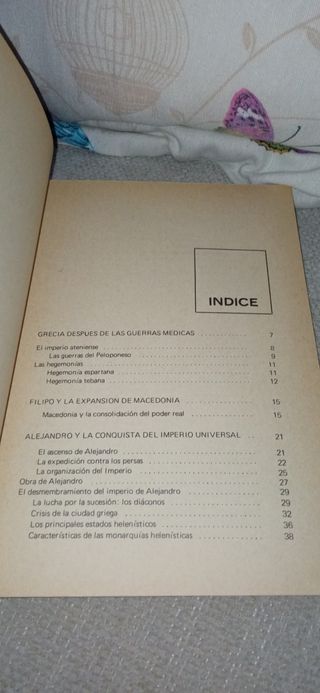 INDICE
GRECIA DESPUES DE LAS GUERRAS MEDICAS . . . . . . . . . . . 7
El imperio ateniense . . . . . . . . . . . 8
Las guerras del Peloponeso . . . . . . . . . . . 9
Las hegemonías . . . . . . . . . . . 11
Hegemonía espartana . . . . . . . . . . . 11
Hegemonía tebana . . . . . . . . . . . 12
FILIPO Y LA EXPANSION DE MACEDONIA . . . . . . . . . . . 15
Macedonia y la consolidación del poder real . . . . . . . . . . . 15
ALEJANDRO Y LA CONQUISTA DEL IMPERIO UNIVERSAL . . 21
El ascenso de Alejandro . . . . . . . . . . . 21
La expedición contra los persas . . . . . . . . . . . 22
La organización del Imperio . . . . . . . . . . . 25
Obra de Alejandro . . . . . . . . . . . 27
El desmembramiento del imperio de Alejandro . . . . . . . . . . . 29
La lucha por la sucesión: los diáconos . . . . . . . . . . . 29
Crisis de la ciudad griega . . . . . . . . . . . 32
Los principales estados helenísticos . . . . . . . . . . . 36
Características de las monarquías helenísticas . . . . . . . . . . . 38